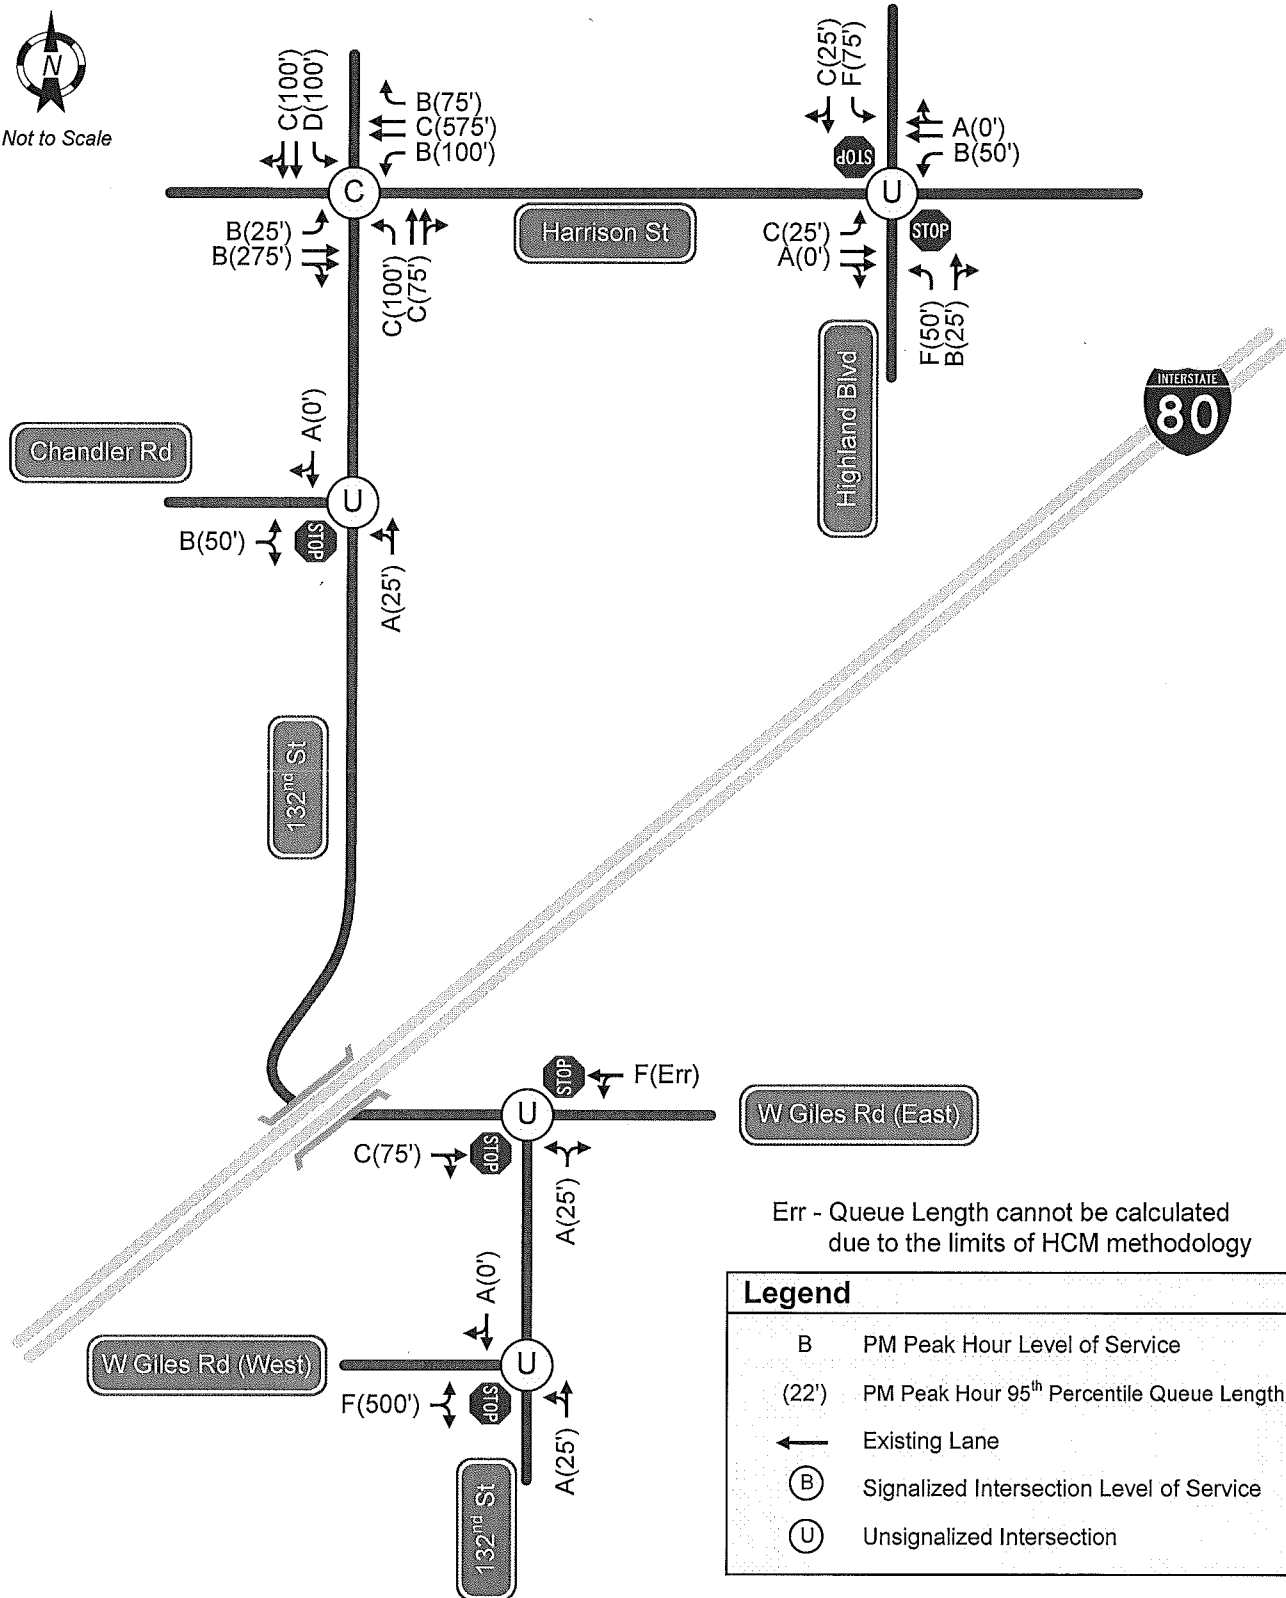 N
Not to Scale
C(100')
D(100')
B(75')
C(575')
B(100')
C
B(25')
B(275')
C(100')
C(75')
Harrison St
C(25')
F(75')
STOP
A(0')
B(50')
U
C(25')
A(0')
STOP
F(50')
B(25')
Highland Blvd
INTERSTATE
80
Chandler Rd
A(0')
U
B(50')
STOP
A(25')
132nd St
STOP
F(Err)
U
W Giles Rd (East)
C(75')
STOP
A(25')
A(0')
W Giles Rd (West)
U
F(500')
STOP
A(25')
132nd St
Err - Queue Length cannot be calculated
due to the limits of HCM methodology
Legend
B PM Peak Hour Level of Service
(22') PM Peak Hour 95th Percentile Queue Length
Existing Lane
B Signalized Intersection Level of Service
U Unsignalized Intersection